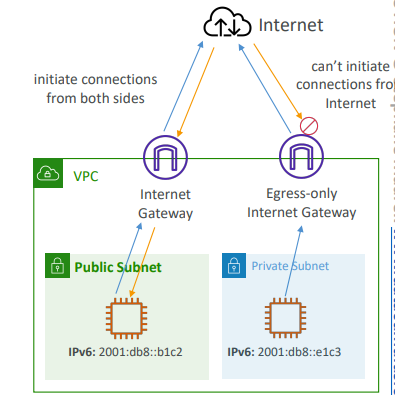 Internet
initiate connections
from both sides
can't initiate
connections fro
Internet
VPC
Internet
Gateway
Egress-only
Internet Gateway
Public Subnet
Private Subnet
IPv6: 2001:db8::b1c2
IPv6: 2001:db8::e1c3